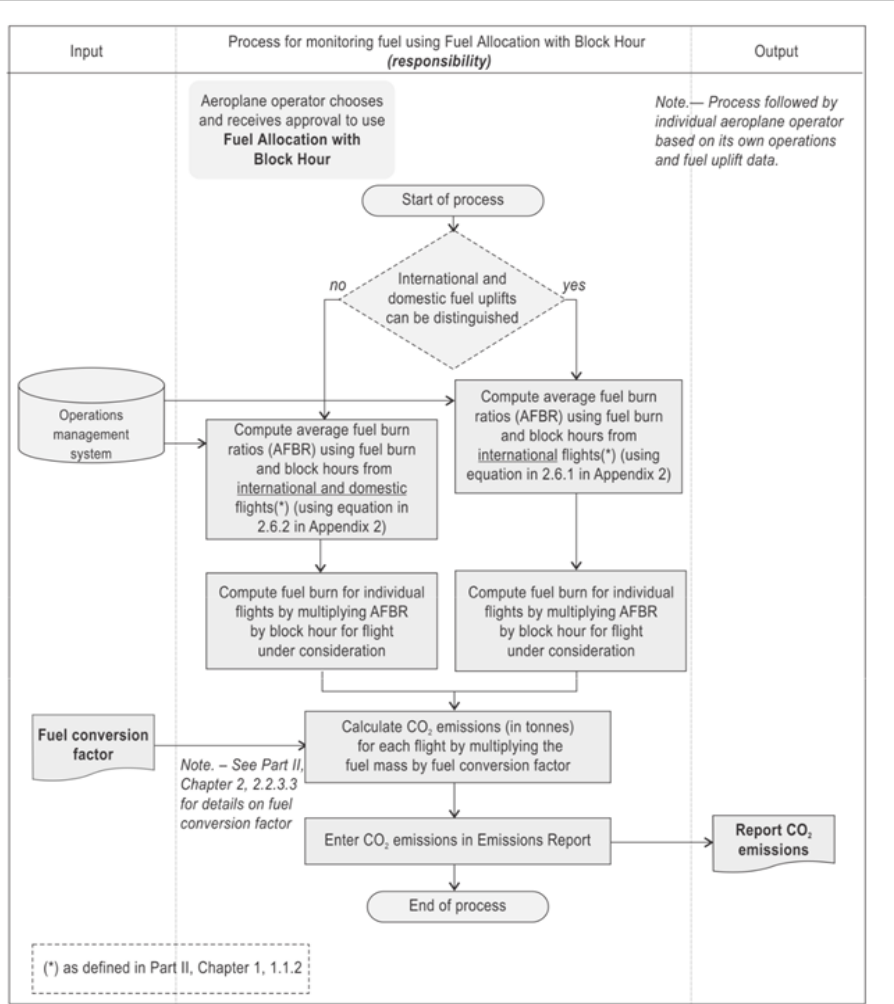 Input
Process for monitoring fuel using Fuel Allocation with Block Hour
(responsibility)
Output
Aeroplane operator chooses
and receives approval to use
Fuel Allocation with
Block Hour
Note.— Process followed by
individual aeroplane operator
based on its own operations
and fuel uplift data.
Start of process
International and
domestic fuel uplifts
can be distinguished
no
yes
Operations
management
system
Compute average fuel burn
ratios (AFBR) using fuel burn
and block hours from
international and domestic
flights(*) (using equation in
2.6.2 in Appendix 2)
Compute average fuel burn
ratios (AFBR) using fuel burn
and block hours from
international flights(*) (using
equation in 2.6.1 in Appendix 2)
Compute fuel burn for individual
flights by multiplying AFBR
by block hour for flight
under consideration
Compute fuel burn for individual
flights by multiplying AFBR
by block hour for flight
under consideration
Fuel conversion
factor
Note. – See Part II,
Chapter 2, 2.2.3.3
for details on fuel
conversion factor
Calculate CO₂ emissions (in tonnes)
for each flight by multiplying the
fuel mass by fuel conversion factor
Enter CO₂ emissions in Emissions Report
Report CO₂
emissions
End of process
(*) as defined in Part II, Chapter 1, 1.1.2